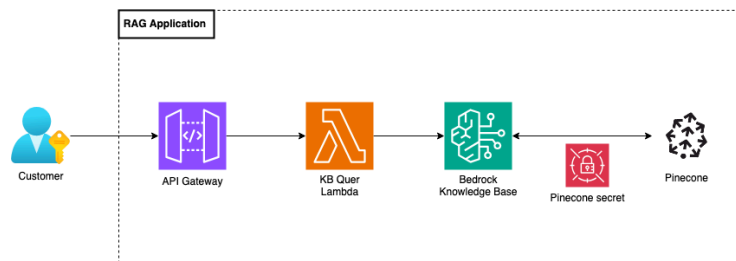 RAG Application
Customer
API Gateway
KB Quer
Lambda
Bedrock
Knowledge Base
Pinecone secret
Pinecone